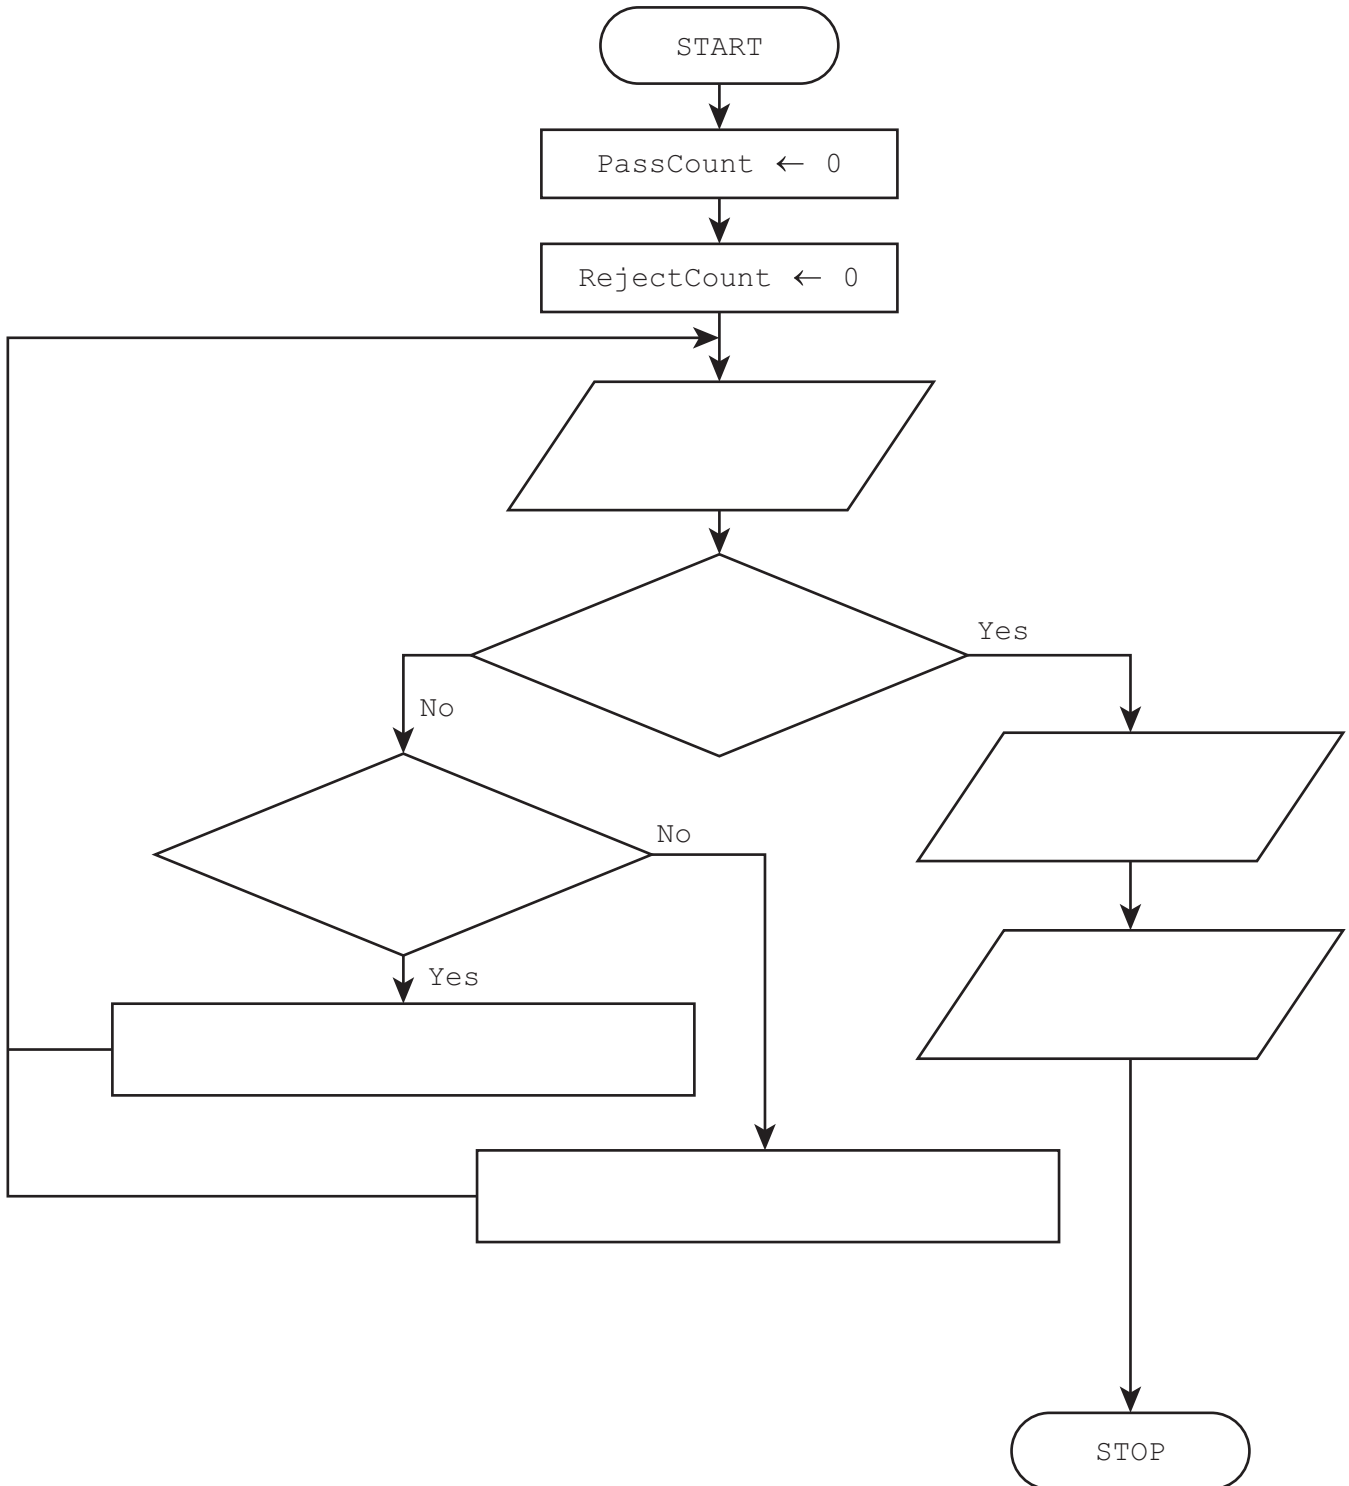 START
PassCount ← 0
RejectCount ← 0
Yes
No
No
Yes
STOP